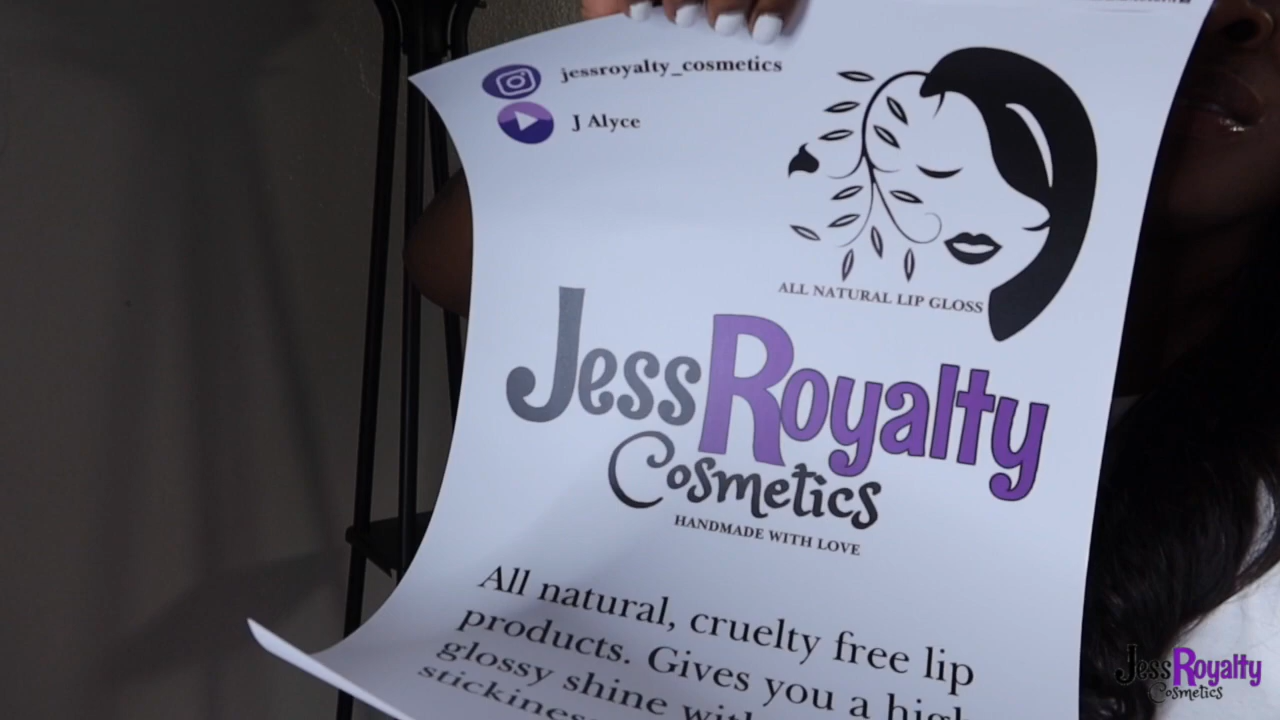 jessroyalty_cosmetics
J Alyce
ALL NATURAL LIP GLOSS
JessRoyalty
Cosmetics
HANDMADE WITH LOVE
All natural, cruelty free lip
products. Gives you a high
glossy shine
JessRoyalty
Cosmetics